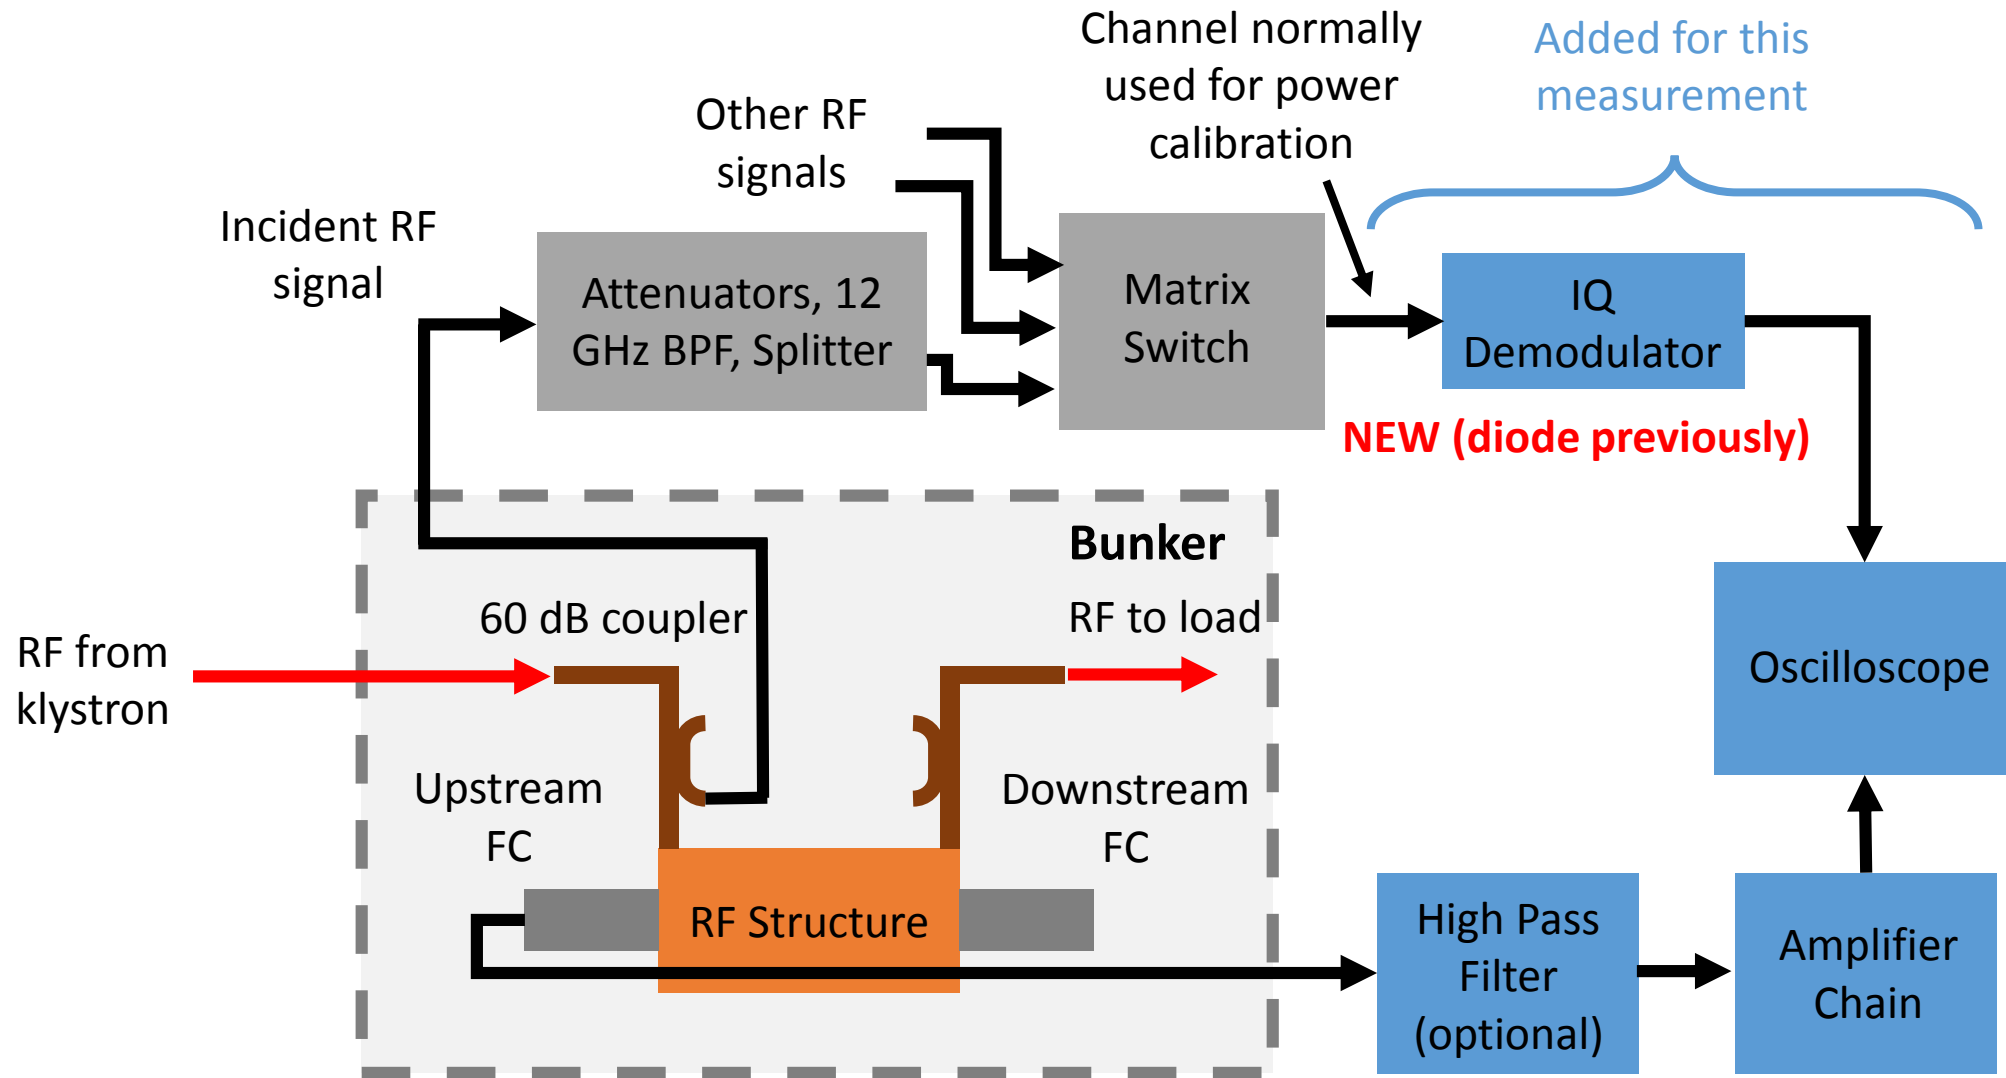 Channel normally
used for power
calibration
Added for this
measurement
Other RF
signals
Incident RF
signal
Attenuators, 12
GHz BPF, Splitter
Matrix
Switch
IQ
Demodulator
NEW (diode previously)
Bunker
60 dB coupler
RF to load
RF from
klystron
Oscilloscope
Upstream
FC
Downstream
FC
RF Structure
High Pass
Filter
(optional)
Amplifier
Chain